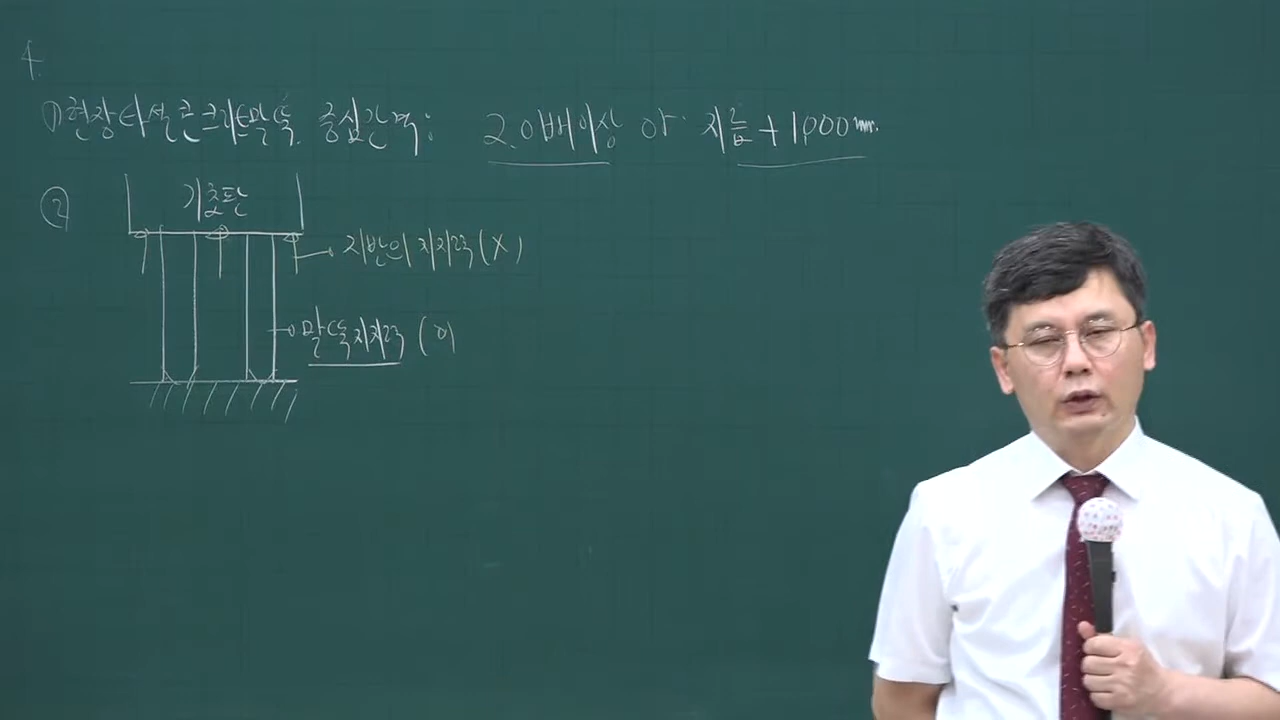 4.
① 현장타설콘크리트말뚝 중심간격: 2.0배이상 or 지름+1000mm.
② 기초판
지반의 지지력 (X)
말뚝지지력 (O)